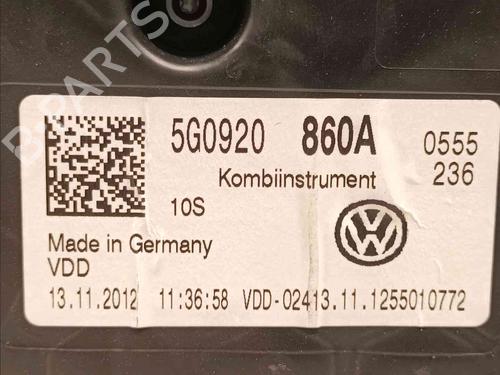 B-PARTS
5G0920 860A 0555
Kombiinstrument 236
10S
Made in Germany
VDD
13.11.2012 11:36:58 VDD-02413.11.1255010772